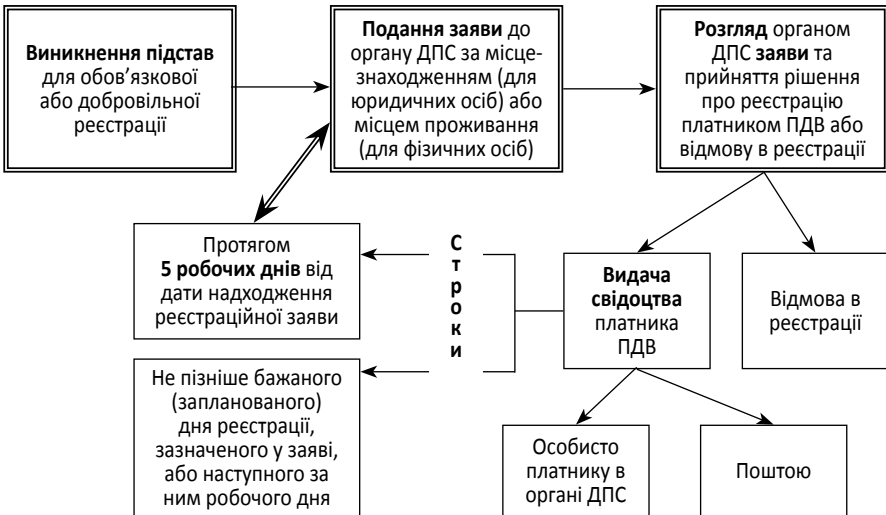 Виникнення підстав
для обов’язкової
або добровільної
реєстрації
Подання заяви до
органу ДПС за місце-
знаходженням (для
юридичних осіб) або
місцем проживання
(для фізичних осіб)
Розгляд органом
ДПС заяви та
прийняття рішення
про реєстрацію
платником ПДВ або
відмову в реєстрації
Протягом
5 робочих днів від
дати надходження
реєстраційної заяви
Строки
Видача
свідоцтва
платника
ПДВ
Відмова в
реєстрації
Не пізніше бажаного
(запланованого)
дня реєстрації,
зазначеного у заяві,
або наступного за
ним робочого дня
Особисто
платнику в
органі ДПС
Поштою